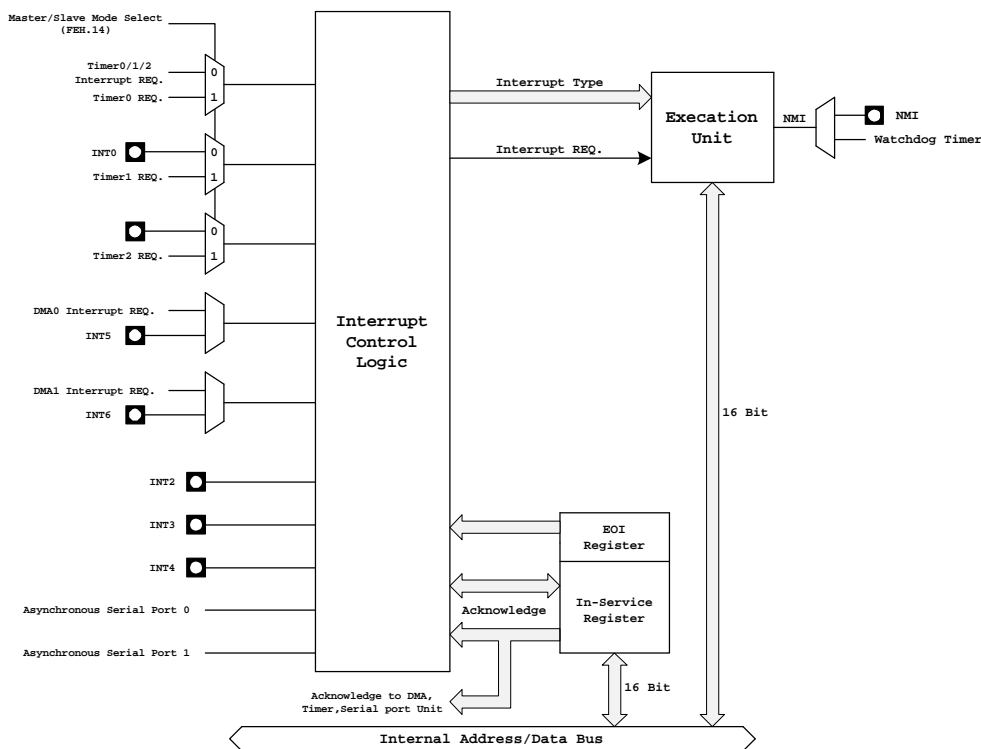 Master/Slave Mode Select
(FEH.14)
Timer0/1/2
Interrupt REQ.
0
Timer0 REQ.
1
INT0
0
Timer1 REQ.
1
0
Timer2 REQ.
1
DMA0 Interrupt REQ.
INT5
DMA1 Interrupt REQ.
INT6
INT2
INT3
INT4
Asynchronous Serial Port 0
Asynchronous Serial Port 1
Interrupt
Control
Logic
Interrupt Type
Interrupt REQ.
Execation
Unit
NMI
NMI
Watchdog Timer
16 Bit
EOI
Register
In-Service
Register
Acknowledge
Acknowledge to DMA,
Timer,Serial port Unit
16 Bit
Internal Address/Data Bus